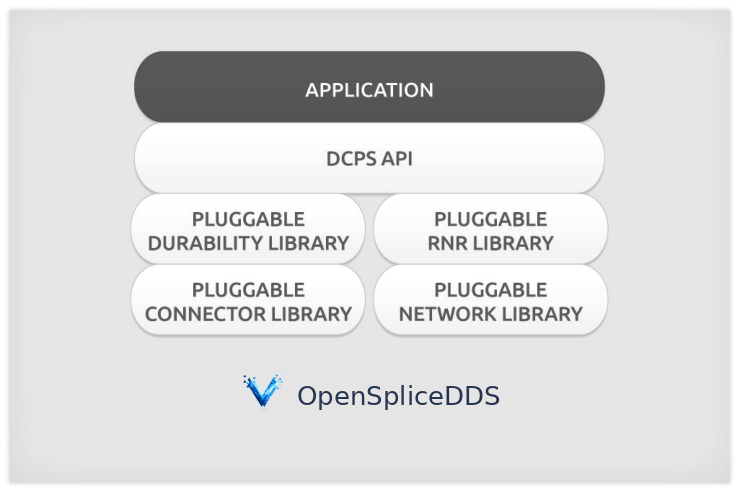 APPLICATION
DCPS API
PLUGGABLE
DURABILITY LIBRARY
PLUGGABLE
RNR LIBRARY
PLUGGABLE
CONNECTOR LIBRARY
PLUGGABLE
NETWORK LIBRARY
OpenSpliceDDS